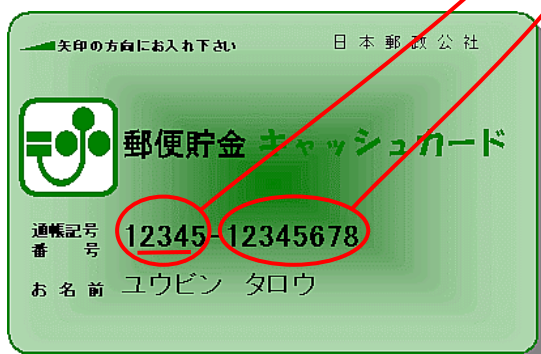 矢印の方向にお入れ下さい 日本郵政公社
郵便貯金 キャッシュカード
通帳記号 12345-12345678
番号
お名前 ユウビン タロウ